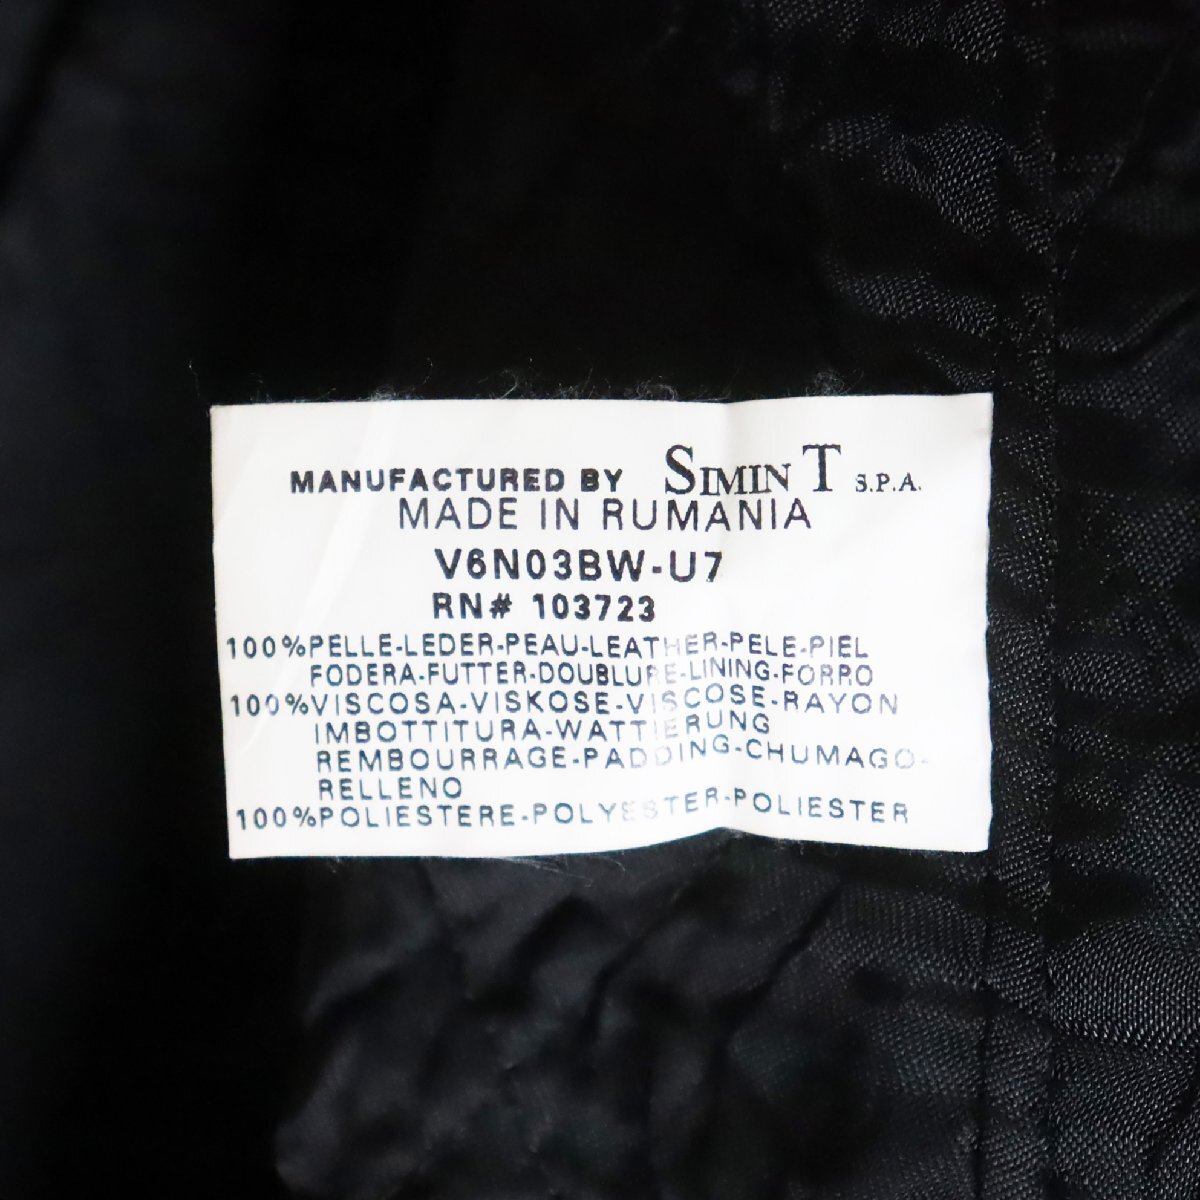 MANUFACTURED BY SIMIN T S.P.A.
MADE IN RUMANIA
V6N03BW-U7
RN# 103723
100%PELLE-LEDER-PEAU-LEATHER-PELE-PIEL
FODERA-FUTTER-DOUBLURE-LINING-FORRO
100%VISCOSA-VISKOSE-VISCOSE-RAYON
IMBOTTITURA-WATTIERUNG
REMBOURRAGE-PADDING-CHUMAGO-
RELLENO
100%POLIESTERE-POLYESTER-POLIESTER